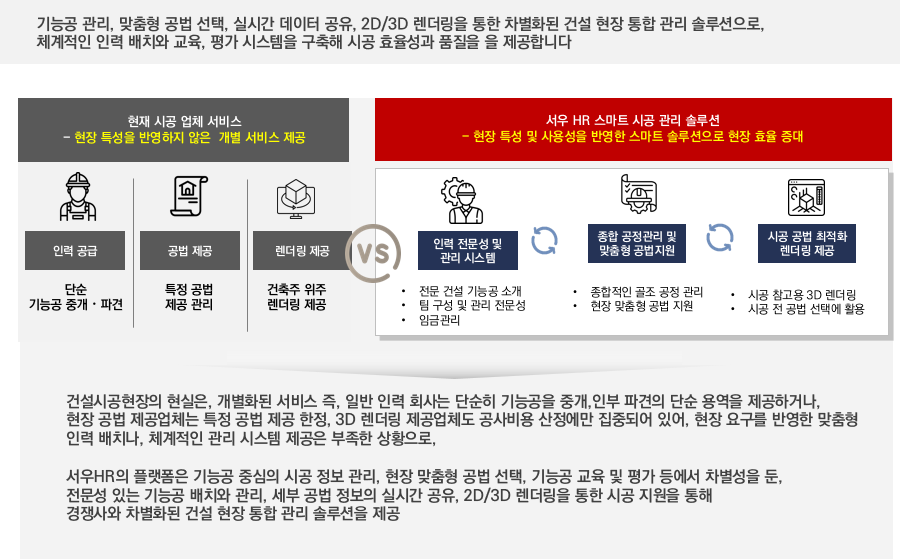 기능공 관리, 맞춤형 공법 선택, 실시간 데이터 공유, 2D/3D 렌더링을 통한 차별화된 건설 현장 통합 관리 솔루션으로,
체계적인 인력 배치와 교육, 평가 시스템을 구축해 시공 효율성과 품질을 을 제공합니다
현재 시공 업체 서비스
- 현장 특성을 반영하지 않은 개별 서비스 제공
인력 공급
공법 제공
렌더링 제공
단순
기능공 중개 · 파견
특정 공법
제공 관리
건축주 위주
렌더링 제공
VS
서우 HR 스마트 시공 관리 솔루션
- 현장 특성 및 사용성을 반영한 스마트 솔루션으로 현장 효율 증대
인력 전문성 및
관리 시스템
종합 공정관리 및
맞춤형 공법지원
시공 공법 최적화
렌더링 제공
• 전문 건설 기능공 소개
• 팀 구성 및 관리 전문성
• 임금관리
• 종합적인 골조 공정 관리
• 현장 맞춤형 공법 지원
• 시공 참고용 3D 렌더링
• 시공 전 공법 선택에 활용
건설시공현장의 현실은, 개별화된 서비스 즉, 일반 인력 회사는 단순히 기능공을 중개,인부 파견의 단순 용역을 제공하거나,
현장 공법 제공업체는 특정 공법 제공 한정, 3D 렌더링 제공업체도 공사비용 산정에만 집중되어 있어, 현장 요구를 반영한 맞춤형
인력 배치나, 체계적인 관리 시스템 제공은 부족한 상황으로,
서우HR의 플랫폼은 기능공 중심의 시공 정보 관리, 현장 맞춤형 공법 선택, 기능공 교육 및 평가 등에서 차별성을 둔,
전문성 있는 기능공 배치와 관리, 세부 공법 정보의 실시간 공유, 2D/3D 렌더링을 통한 시공 지원을 통해
경쟁사와 차별화된 건설 현장 통합 관리 솔루션을 제공